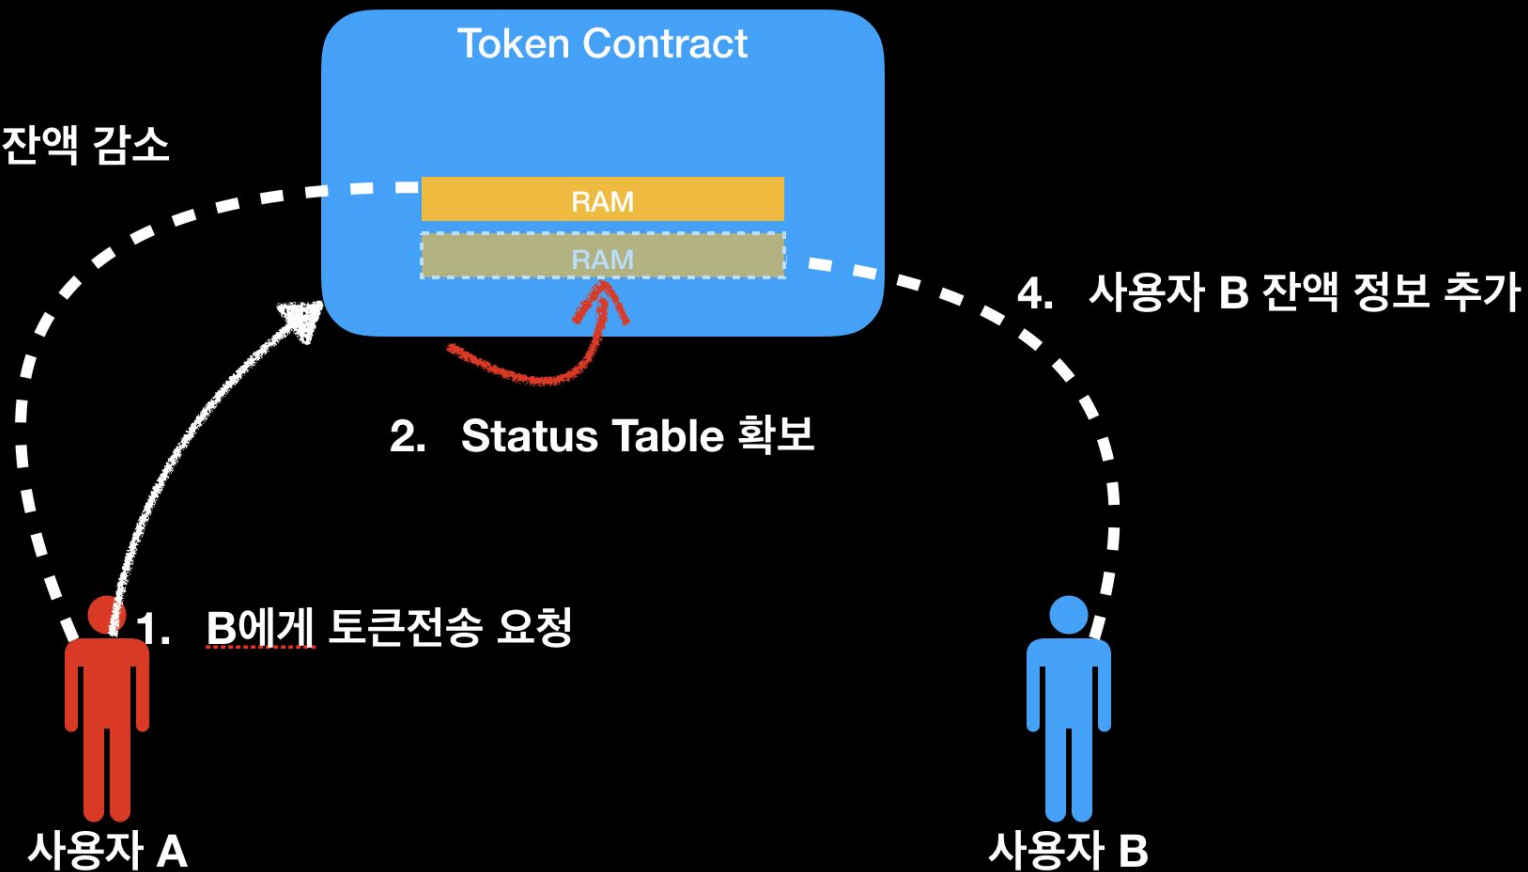 Token Contract
잔액 감소
RAM
RAM
4. 사용자 B 잔액 정보 추가
2. Status Table 확보
1. B에게 토큰전송 요청
사용자 A
사용자 B